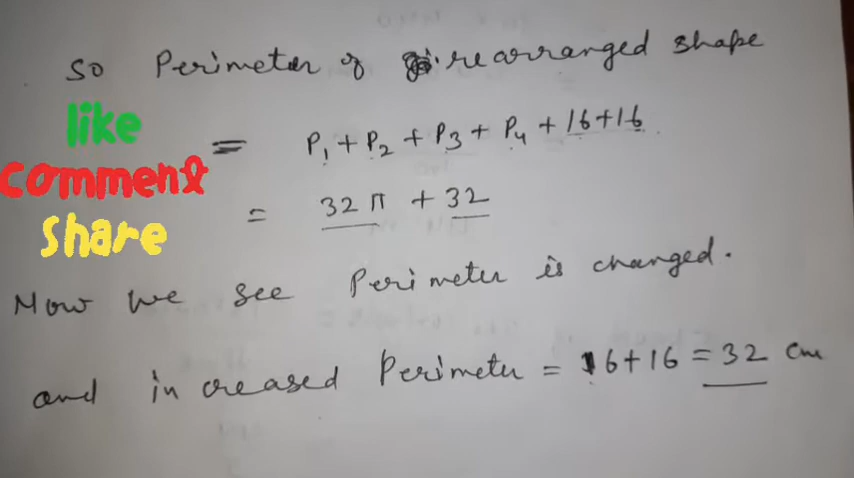 So Perimeter of rearranged shape
like
= P₁ + P₂ + P₃ + P₄ + 16+16
comment
= 32 π + 32
Share
Now we see Perimeter is changed.
and increased Perimeter = 16+16 = 32 cm